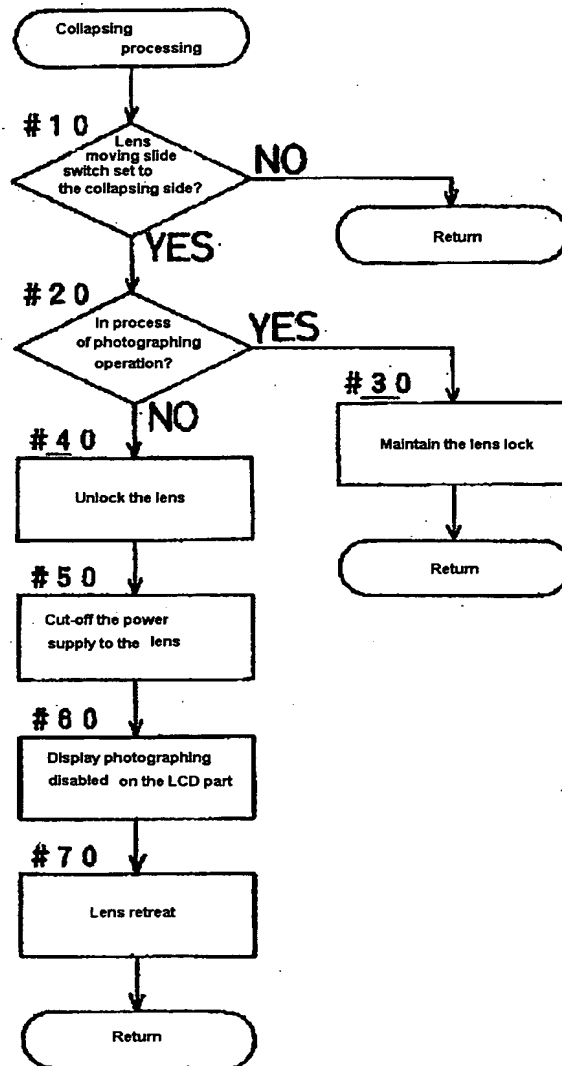 Collapsing
processing
#10
Lens
moving slide
switch set to
the collapsing side?
NO
Return
YES
#20
In process
of photographing
operation?
YES
#30
Maintain the lens lock
Return
NO
#40
Unlock the lens
#50
Cut-off the power
supply to the lens
#60
Display photographing
disabled on the LCD part
#70
Lens retreat
Return